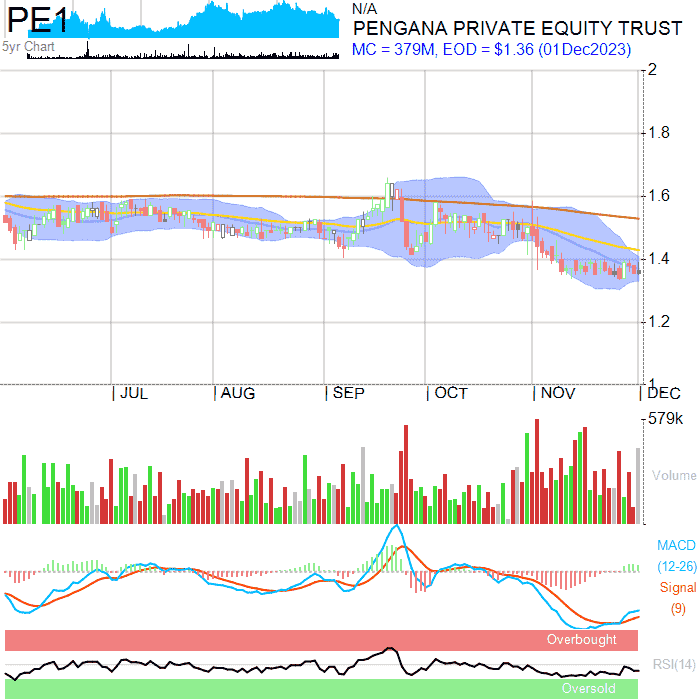 PE1
5yr Chart
N/A
PENGANA PRIVATE EQUITY TRUST
MC = 379M, EOD = $1.36 (01Dec2023)
2
1.8
1.6
1.4
1.2
1
JUL AUG SEP OCT NOV DEC
579k
Volume
MACD
(12-26)
Signal
(9)
Overbought
RSI(14)
Oversold